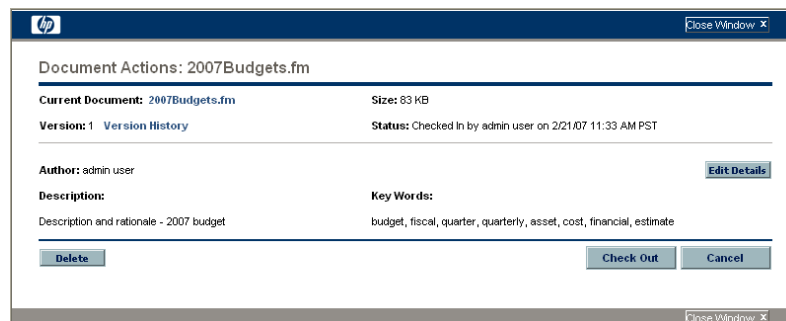 hp
Close Window X
Document Actions: 2007Budgets.fm
Current Document: 2007Budgets.fm Size: 83 KB
Version: 1 Version History Status: Checked In by admin user on 2/21/07 11:33 AM PST
Author: admin user Edit Details
Description: Key Words:
Description and rationale - 2007 budget budget, fiscal, quarter, quarterly, asset, cost, financial, estimate
Delete Check Out Cancel
Close Window X